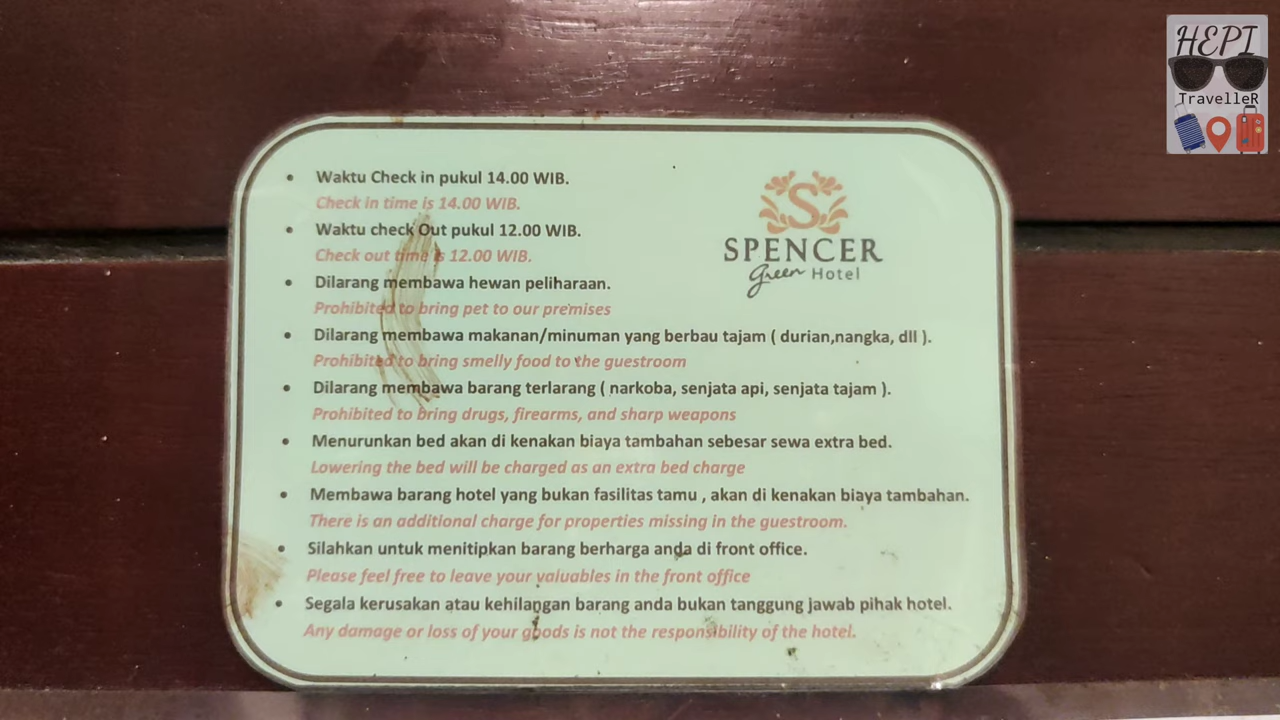 HEPI
TravelleR
S
SPENCER
Green Hotel
• Waktu Check in pukul 14.00 WIB.
Check in time is 14.00 WIB.
• Waktu check Out pukul 12.00 WIB.
Check out time is 12.00 WIB.
• Dilarang membawa hewan peliharaan.
Prohibited to bring pet to our premises
• Dilarang membawa makanan/minuman yang berbau tajam ( durian,nangka, dll ).
Prohibited to bring smelly food to the guestroom
• Dilarang membawa barang terlarang ( narkoba, senjata api, senjata tajam ).
Prohibited to bring drugs, firearms, and sharp weapons
• Menurunkan bed akan di kenakan biaya tambahan sebesar sewa extra bed.
Lowering the bed will be charged as an extra bed charge
• Membawa barang hotel yang bukan fasilitas tamu , akan di kenakan biaya tambahan.
There is an additional charge for properties missing in the guestroom.
• Silahkan untuk menitipkan barang berharga anda di front office.
Please feel free to leave your valuables in the front office
• Segala kerusakan atau kehilangan barang anda bukan tanggung jawab pihak hotel.
Any damage or loss of your goods is not the responsibility of the hotel.